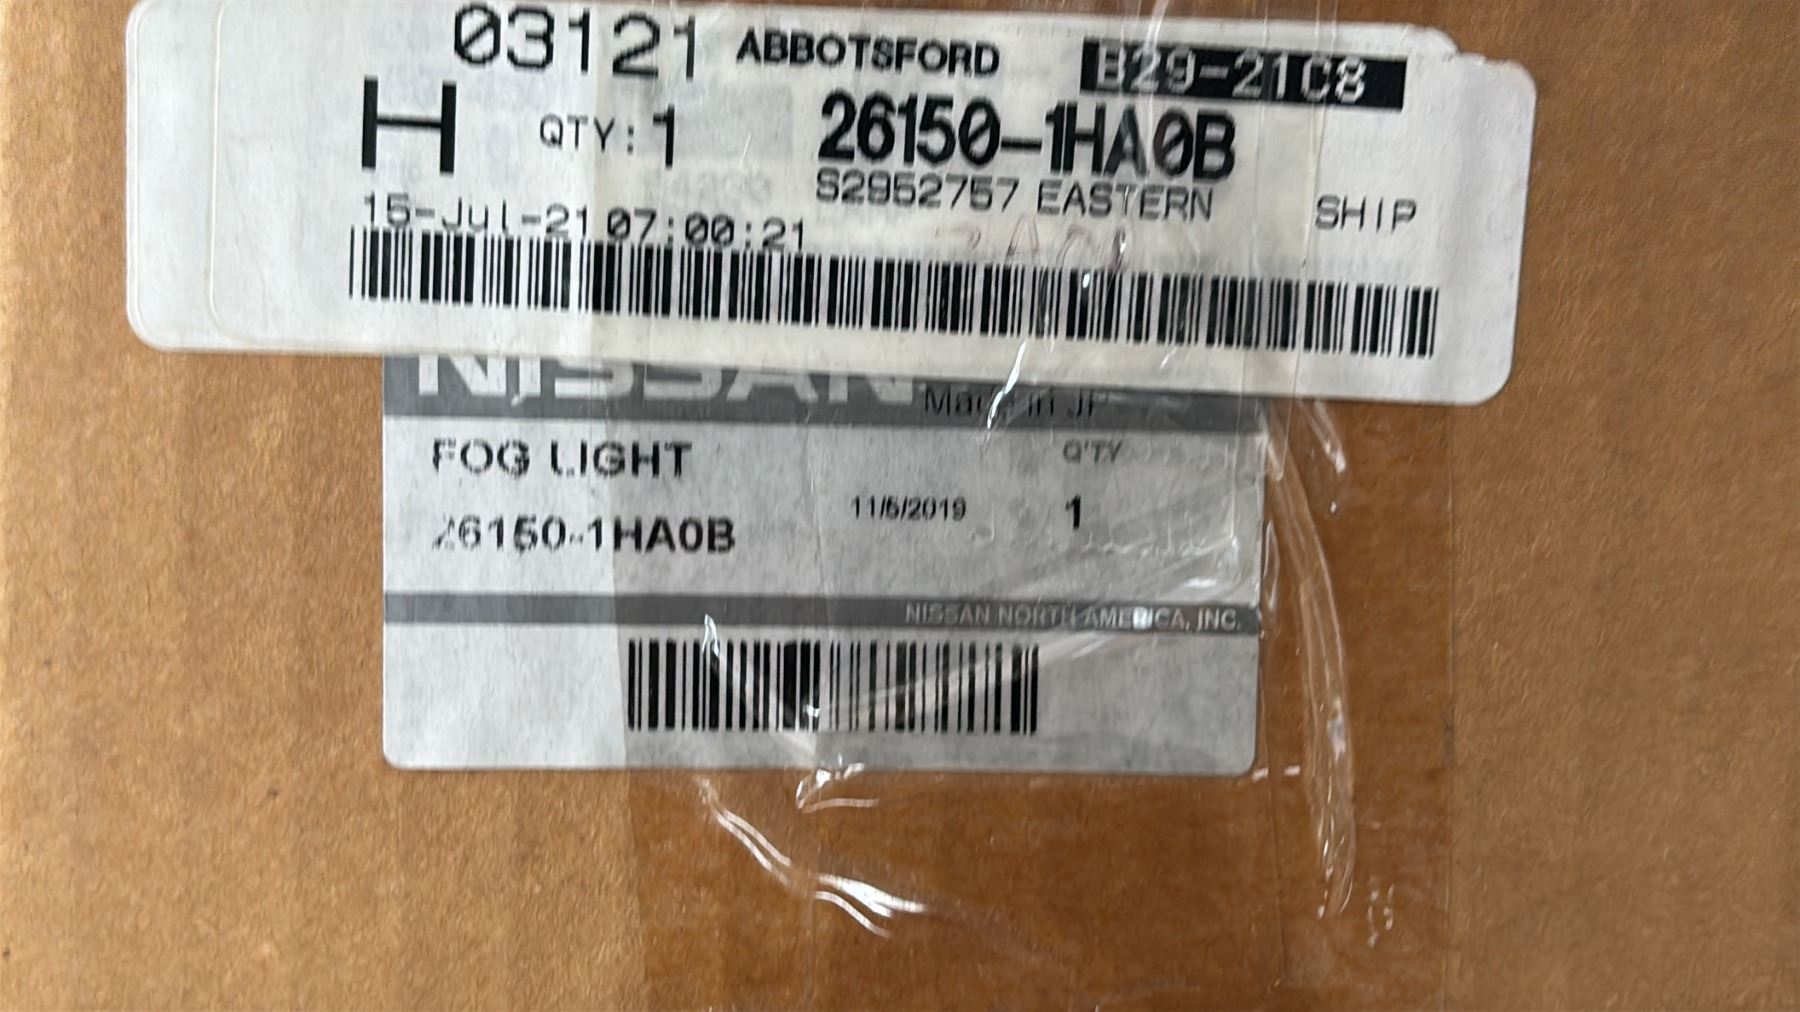 03121 ABBOTSFORD B29-21C8
H QTY: 1 26150-1HA0B
S2952757 EASTERN SHIP
15-Jul-21 07:00:21
NISSAN Made in JP
FOG LIGHT Q'TY
11/5/2019 1
26150-1HA0B
NISSAN NORTH AMERICA, INC.